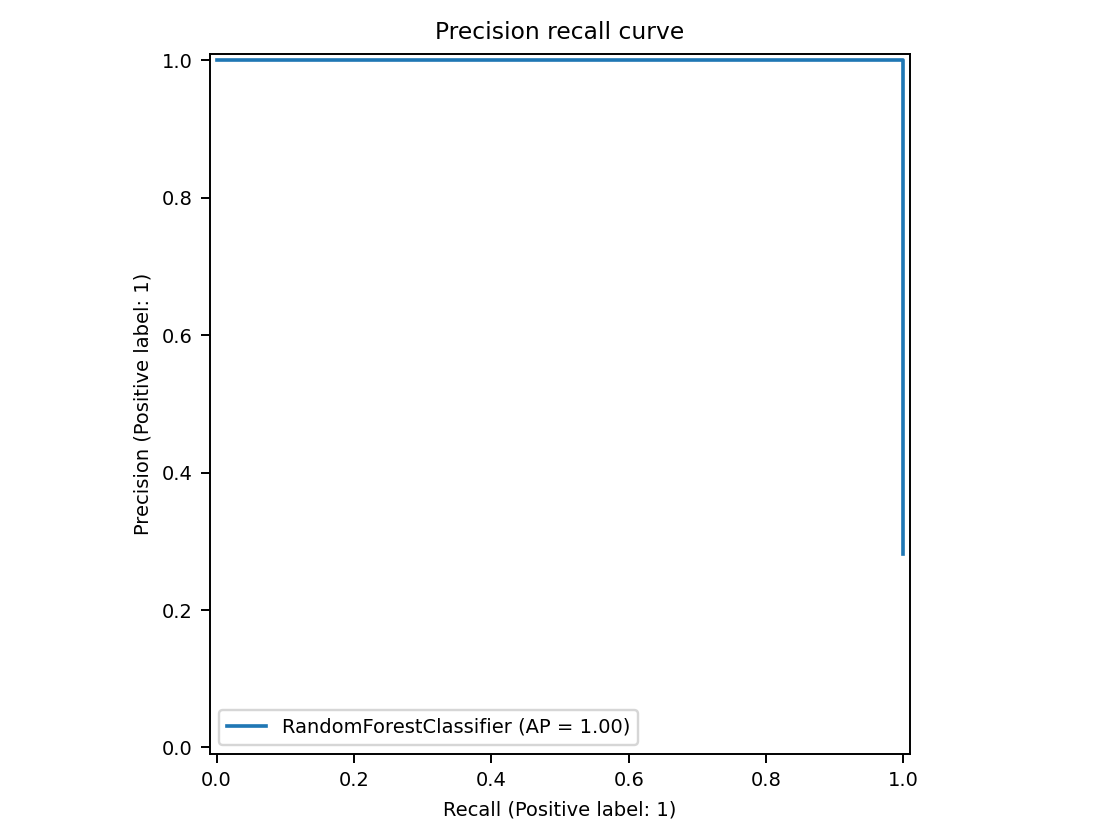 Precision recall curve
1.0
0.8
0.6
0.4
0.2
0.0
Precision (Positive label: 1)
RandomForestClassifier (AP = 1.00)
0.0 0.2 0.4 0.6 0.8 1.0
Recall (Positive label: 1)